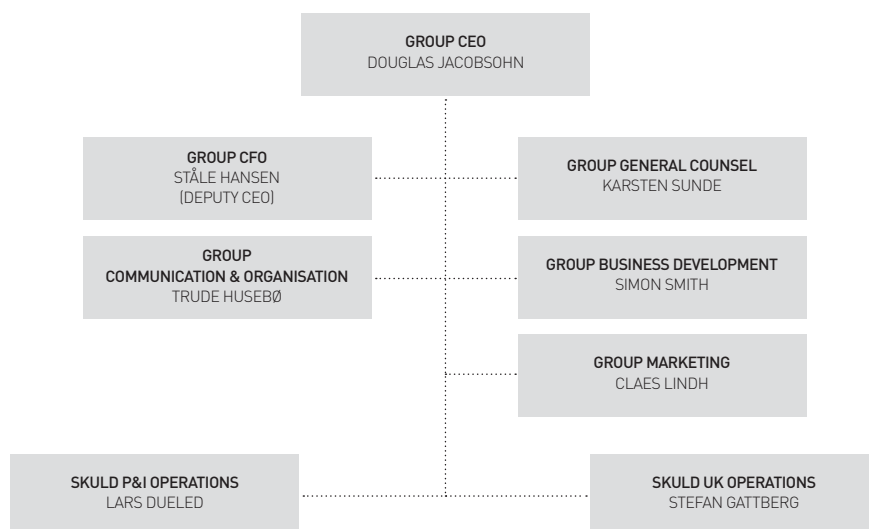 GROUP CEO
DOUGLAS JACOBSOHN
GROUP CFO
STÅLE HANSEN
(DEPUTY CEO)
GROUP GENERAL COUNSEL
KARSTEN SUNDE
GROUP
COMMUNICATION & ORGANISATION
TRUDE HUSEBØ
GROUP BUSINESS DEVELOPMENT
SIMON SMITH
GROUP MARKETING
CLAES LINDH
SKULD P&I OPERATIONS
LARS DUELED
SKULD UK OPERATIONS
STEFAN GATTBERG